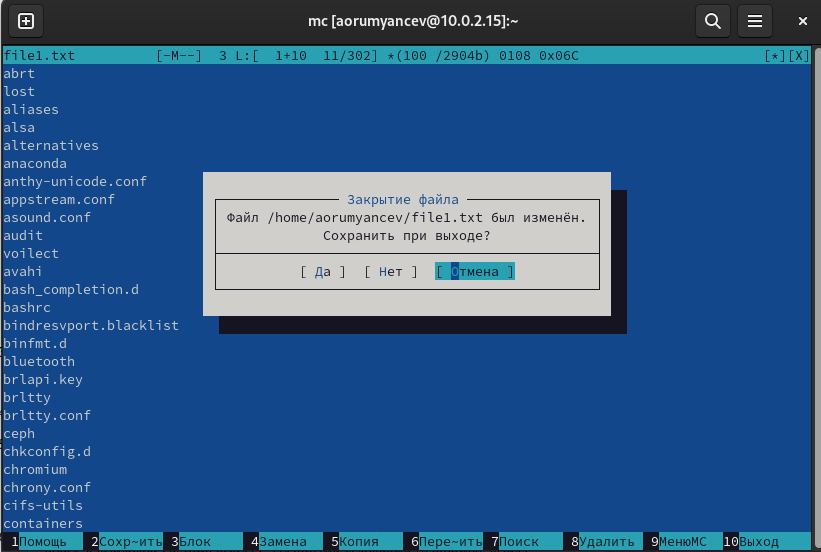 mc [aorumyancev@10.0.2.15]:~
file1.txt [-M--] 3 L:[ 1+10 11/302] *(100 /2904b) 0108 0x06C [*][X]
abrt
lost
aliases
alsa
alternatives
anaconda
anthy-unicode.conf
appstream.conf
asound.conf
audit
voilect
avahi
bash_completion.d
bashrc
bindresvport.blacklist
binfmt.d
bluetooth
brlapi.key
brltty
brltty.conf
ceph
chkconfig.d
chromium
chrony.conf
cifs-utils
containers
Закрытие файла
Файл /home/aorumyancev/file1.txt был изменён.
Сохранить при выходе?
[ Да ] [ Нет ] [ Отмена ]
1Помощь 2Сохр~ить 3Блок 4Замена 5Копия 6Пере~ить 7Поиск 8Удалить 9МенюMC 10Выход